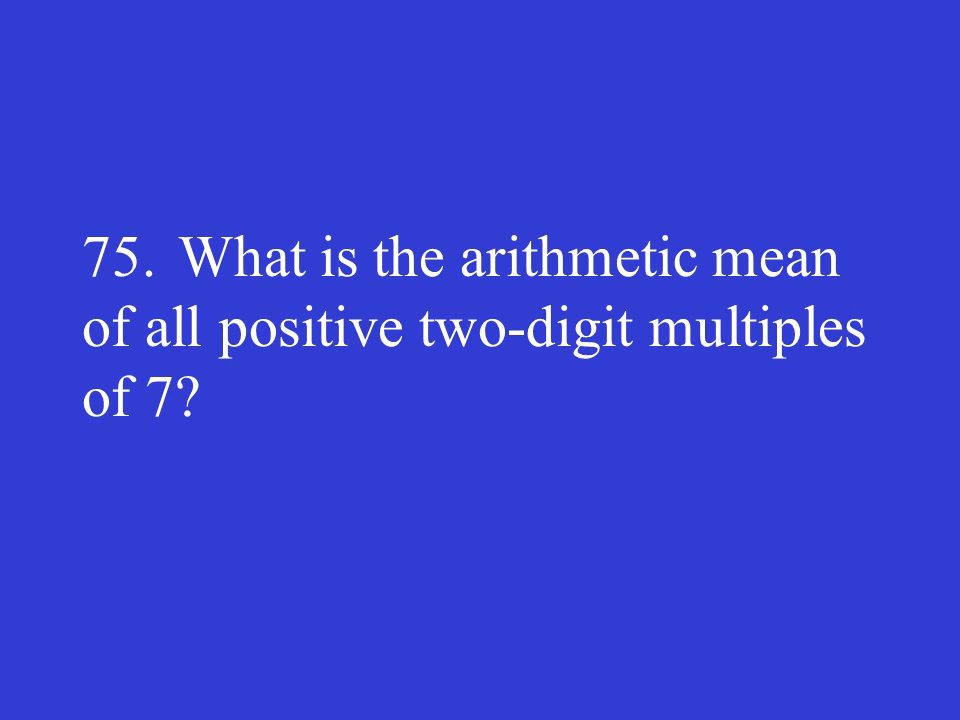 75. What is the arithmetic mean
of all positive two-digit multiples
of 7?